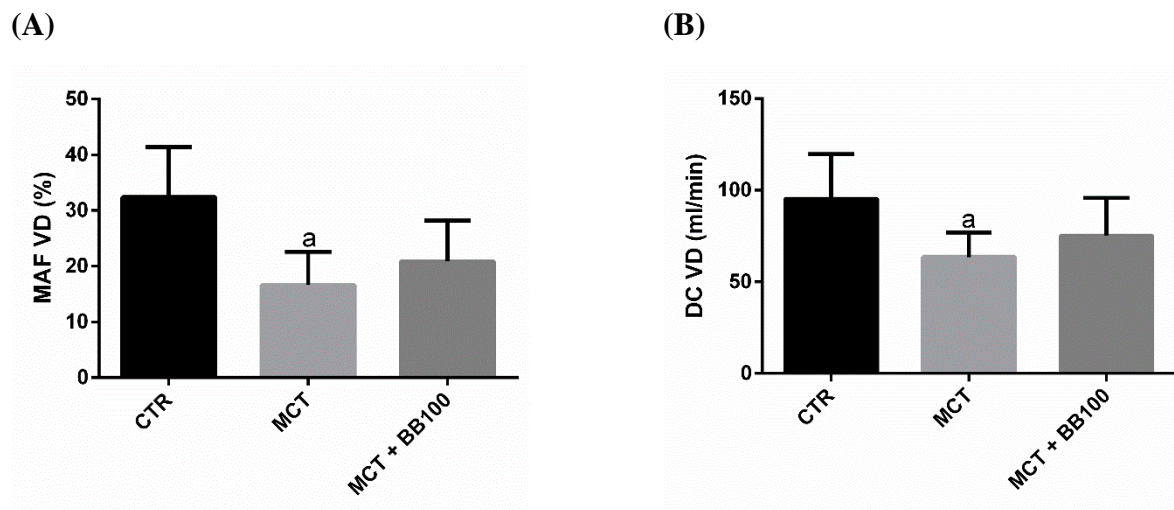 (A)
MAF VD (%)
50
40
30
20
10
0
a
CTR
MCT
MCT + BB100
(B)
DC VD (ml/min)
150
100
50
0
a
CTR
MCT
MCT + BB100